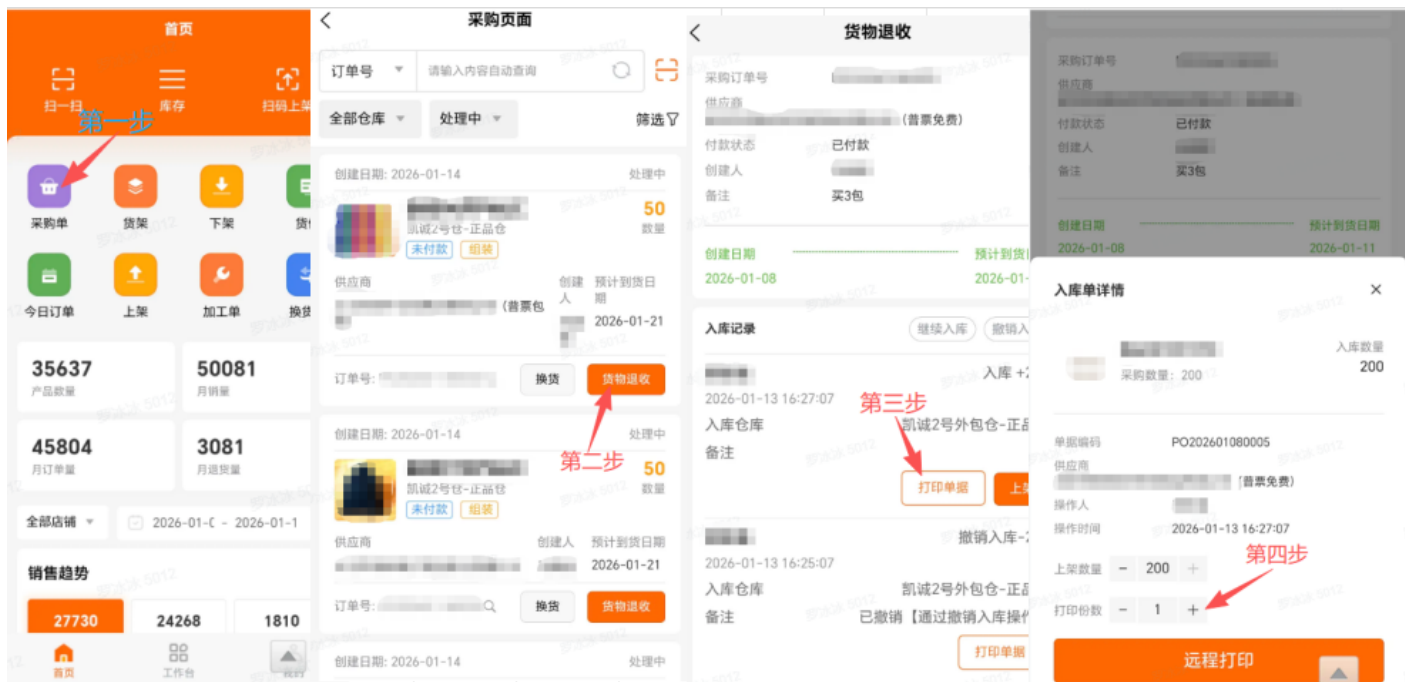 首页
扫一扫
库存
扫码上架
第一步
采购单
货架
下架
今日订单
上架
加工单
换货
35637
产品数量
50081
月销量
45804
月订单量
3081
月退货量
全部店铺
2026-01-
- 2026-01-1
销售趋势
27730
24268
1810
首页
工作台
采购页面
订单号
请输入内容自动查询
全部仓库
处理中
筛选
创建日期: 2026-01-14
处理中
50
凯诚2号仓-正品仓
数量
未付款
组装
供应商
创建人
预计到货日期
(普票包
2026-01-21
订单号:
换货
货物退收
第二步
创建日期: 2026-01-14
处理中
50
凯诚2号仓-正品仓
数量
未付款
组装
供应商
创建人
预计到货日期
2026-01-21
订单号:
换货
货物退收
创建日期: 2026-01-14
处理中
货物退收
采购订单号
供应商
(普票免费)
付款状态
已付款
创建人
备注
买3包
创建日期
预计到货
2026-01-08
2026-01-
入库记录
继续入库
撤销入
入库 +2
2026-01-13 16:27:07
第三步
入库仓库
凯诚2号外包仓-正品
备注
打印单据
上
撤销入库-2
2026-01-13 16:25:07
入库仓库
凯诚2号外包仓-正品
备注
已撤销【通过撤销入库操作
打印单据
采购订单号
供应商
付款状态
已付款
创建人
备注
买3包
创建日期
预计到货日期
2026-01-08
2026-01-11
入库单详情
×
入库数量
采购数量: 200
200
单据编码
PO202601080005
供应商
(普票免费)
操作人
操作时间
2026-01-13 16:27:07
第四步
上架数量
- 200 +
打印份数
- 1 +
远程打印